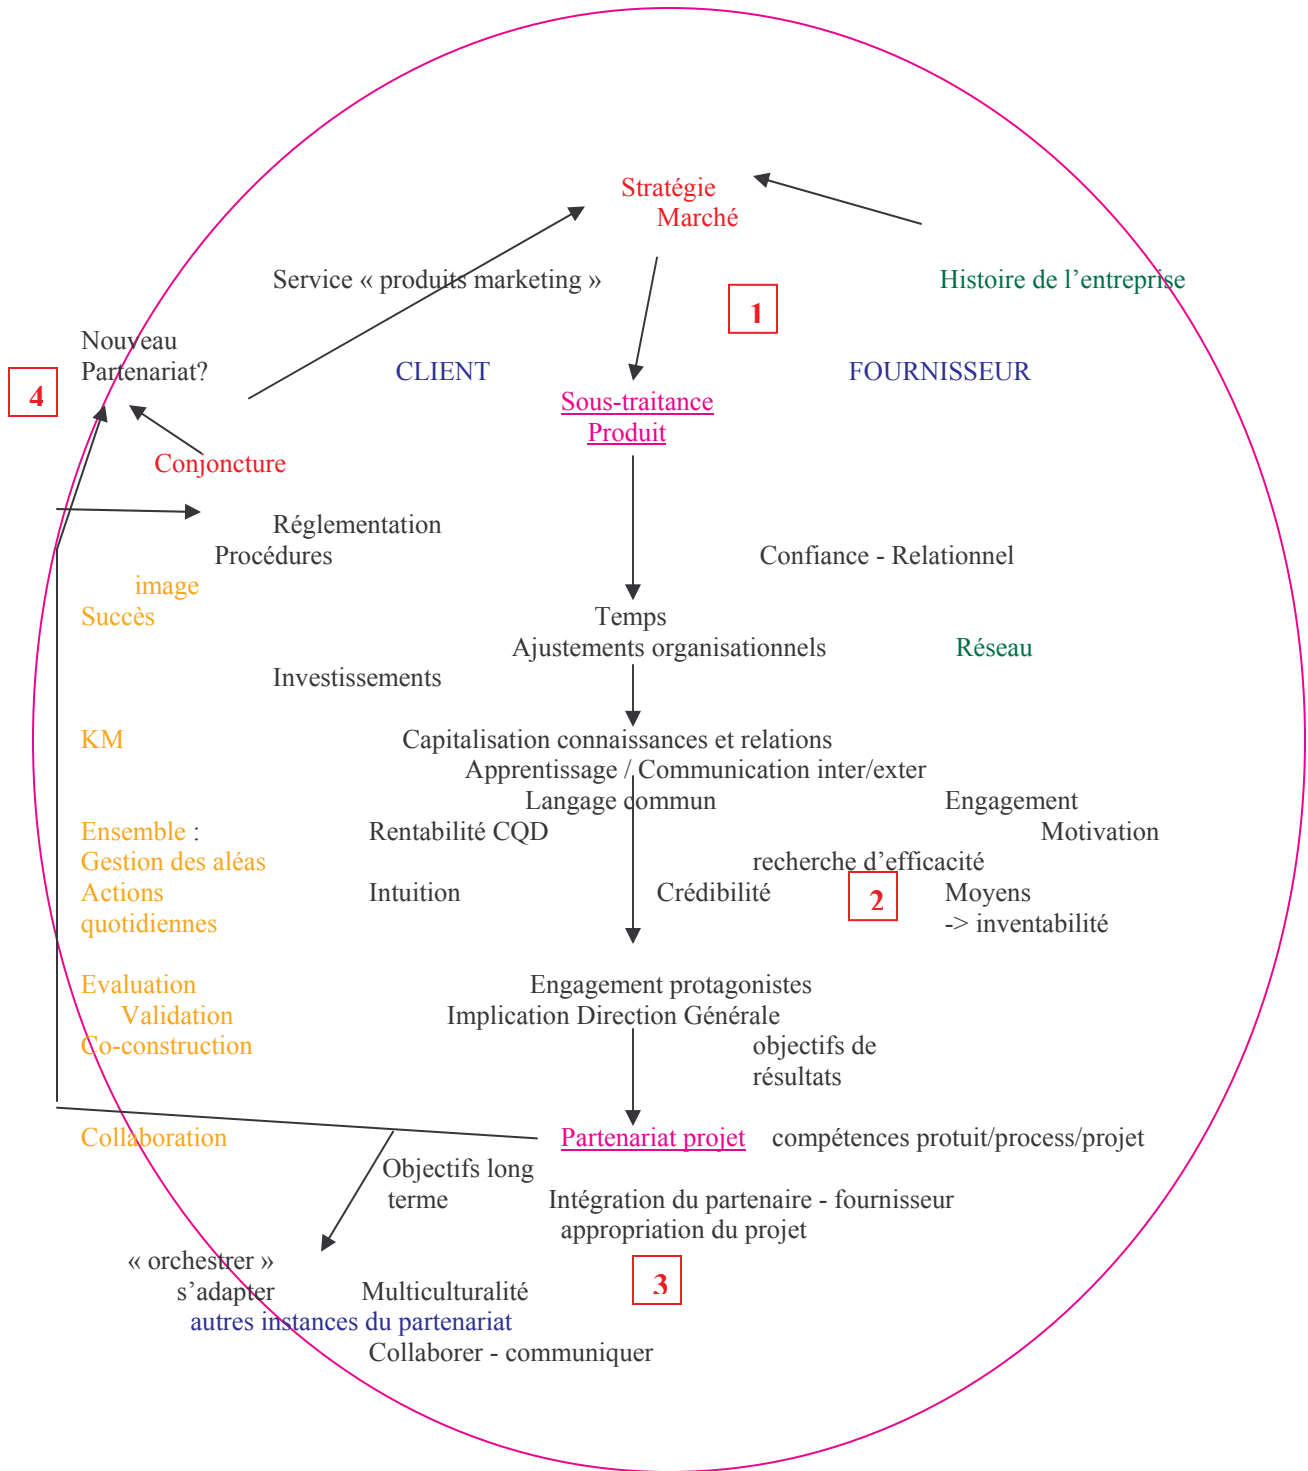 Stratégie
Marché
Service « produits marketing »
Histoire de l’entreprise
1
Nouveau
Partenariat?
4
CLIENT
FOURNISSEUR
Sous-traitance
Produit
Conjoncture
Réglementation
Procédures
Confiance - Relationnel
image
Succès
Temps
Ajustements organisationnels
Réseau
Investissements
KM
Capitalisation connaissances et relations
Apprentissage / Communication inter/exter
Langage commun
Engagement
Ensemble :
Rentabilité CQD
Motivation
Gestion des aléas
recherche d’efficacité
Actions
Intuition
Crédibilité
2
Moyens
quotidiennes
-> inventabilité
Evaluation
Engagement protagonistes
Validation
Implication Direction Générale
Co-construction
objectifs de
résultats
Collaboration
Partenariat projet
compétences protuit/process/projet
Objectifs long
terme
Intégration du partenaire - fournisseur
appropriation du projet
« orchestrer »
3
s’adapter
Multiculturalité
autres instances du partenariat
Collaborer - communiquer